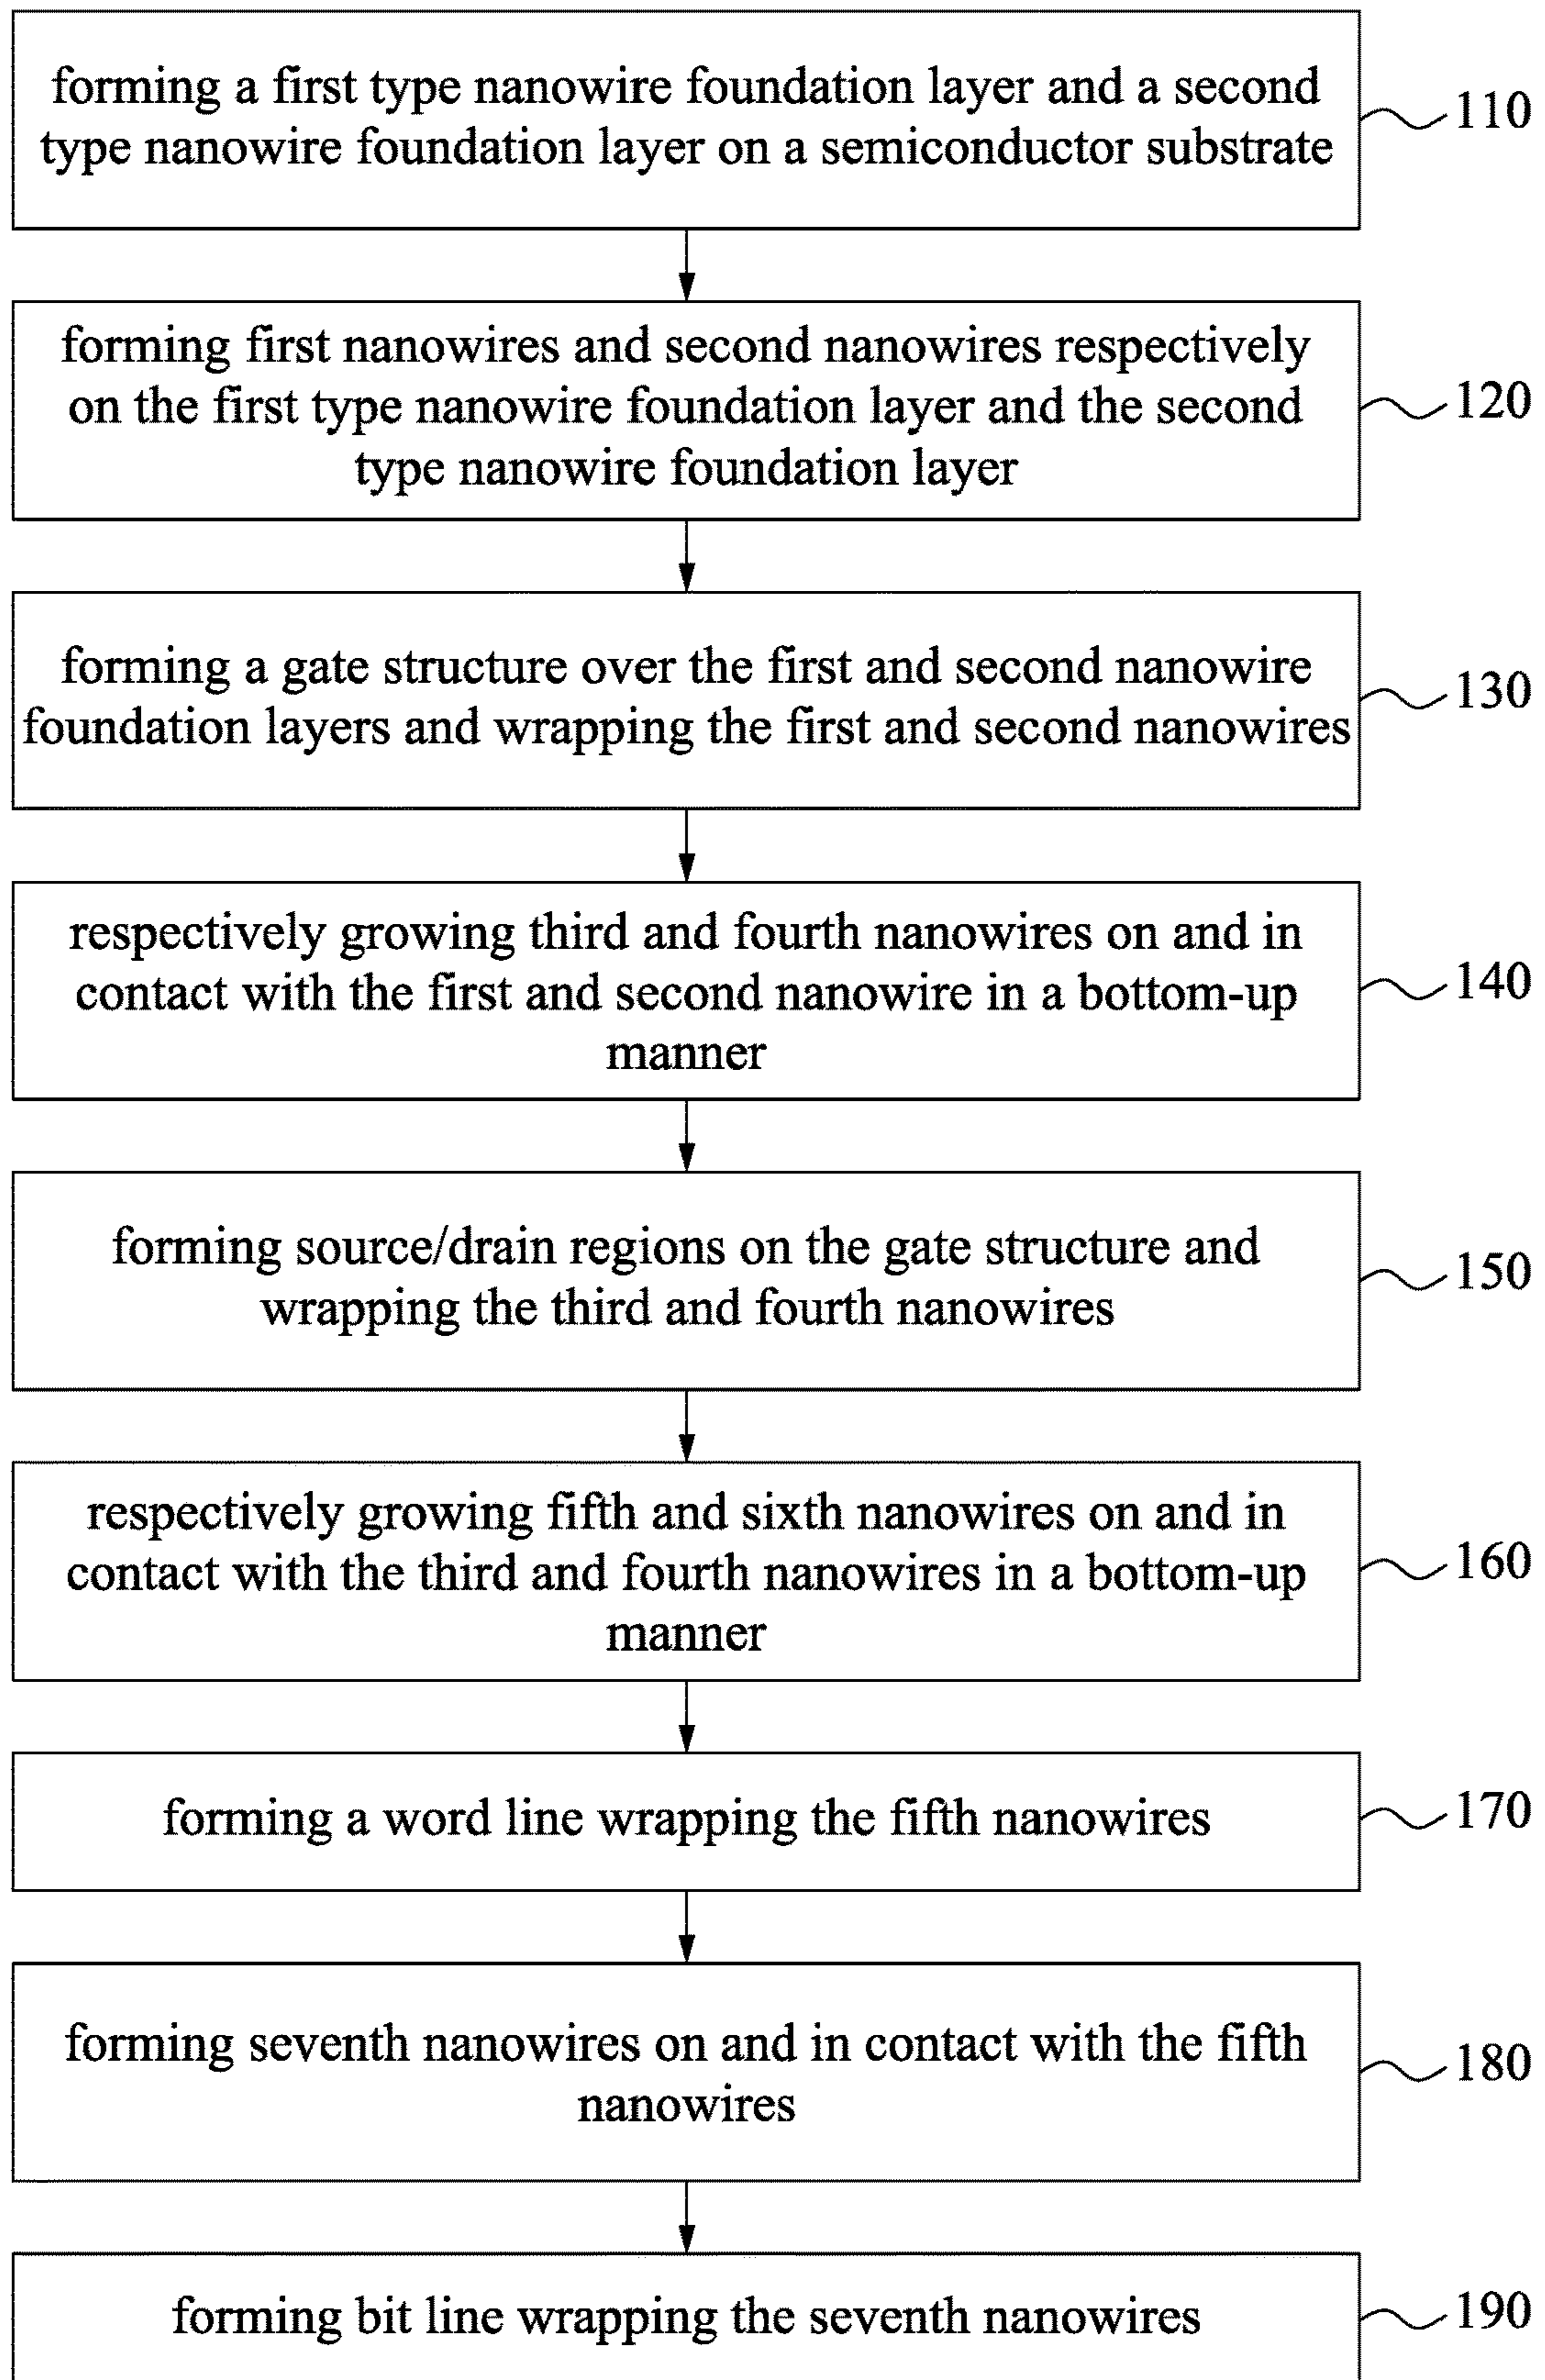 forming a first type nanowire foundation layer and a second
type nanowire foundation layer on a semiconductor substrate
110
forming first nanowires and second nanowires respectively
on the first type nanowire foundation layer and the second
type nanowire foundation layer
120
forming a gate structure over the first and second nanowire
foundation layers and wrapping the first and second nanowires
130
respectively growing third and fourth nanowires on and in
contact with the first and second nanowire in a bottom-up
manner
140
forming source/drain regions on the gate structure and
wrapping the third and fourth nanowires
150
respectively growing fifth and sixth nanowires on and in
contact with the third and fourth nanowires in a bottom-up
manner
160
forming a word line wrapping the fifth nanowires
170
forming seventh nanowires on and in contact with the fifth
nanowires
180
forming bit line wrapping the seventh nanowires
190